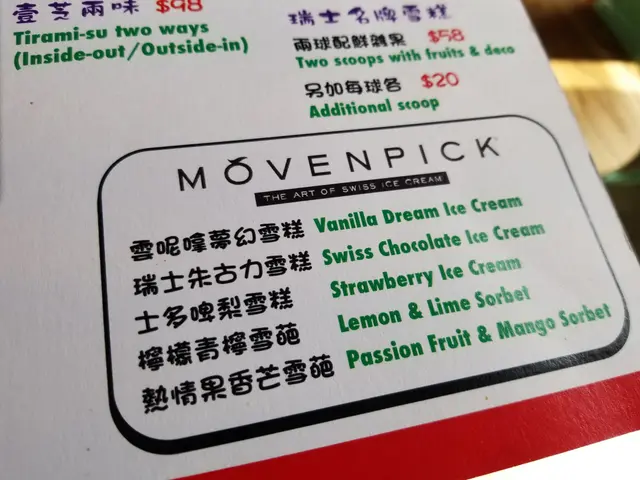 壹芝兩味 $98
Tirami-su two ways
(Inside-out/Outside-in)
瑞士名牌雪糕
兩球配鮮雜果 $58
Two scoops with fruits & deco
另加每球各 $20
Additional scoop
MÖVENPICK
THE ART OF SWISS ICE CREAM
雲呢嗱夢幻雪糕 Vanilla Dream Ice Cream
瑞士朱古力雪糕 Swiss Chocolate Ice Cream
士多啤梨雪糕 Strawberry Ice Cream
檸檬青檸雪葩 Lemon & Lime Sorbet
熱情果香芒雪葩 Passion Fruit & Mango Sorbet